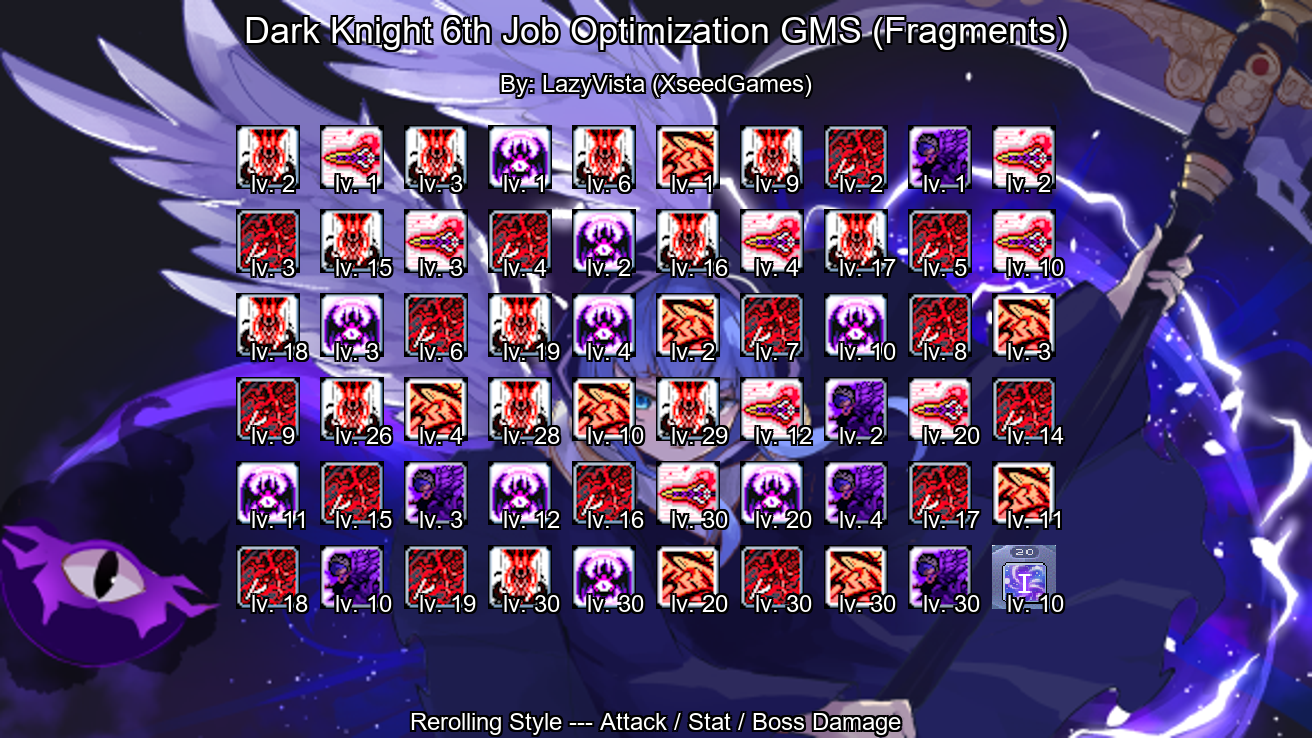 Dark Knight 6th Job Optimization GMS (Fragments)
By: LazyVista (XseedGames)
lv. 2 lv. 1 lv. 3 lv. 1 lv. 6 lv. 1 lv. 9 lv. 2 lv. 1 lv. 2
lv. 3 lv. 15 lv. 3 lv. 4 lv. 2 lv. 16 lv. 4 lv. 17 lv. 5 lv. 10
lv. 18 lv. 3 lv. 6 lv. 19 lv. 4 lv. 2 lv. 7 lv. 10 lv. 8 lv. 3
lv. 9 lv. 26 lv. 4 lv. 28 lv. 10 lv. 29 lv. 12 lv. 2 lv. 20 lv. 14
lv. 11 lv. 15 lv. 3 lv. 12 lv. 16 lv. 30 lv. 20 lv. 4 lv. 17 lv. 11
20
I
lv. 18 lv. 10 lv. 19 lv. 30 lv. 30 lv. 20 lv. 30 lv. 30 lv. 30 lv. 10
Rerolling Style --- Attack / Stat / Boss Damage